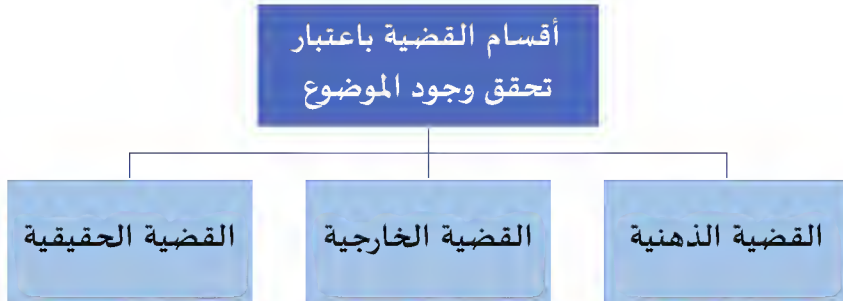 أقسام القضية باعتبار
تحقق وجود الموضوع
القضية الذهنية
القضية الخارجية
القضية الحقيقية